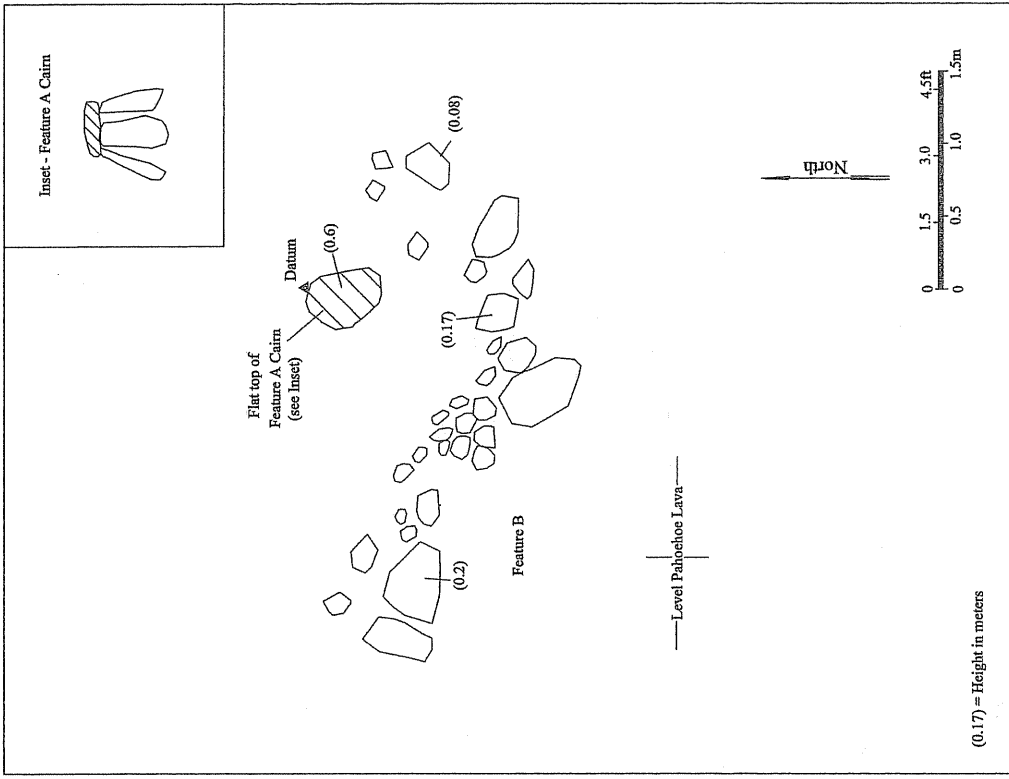 Inset - Feature A Cairn
Datum
(0.6)
(0.08)
Flat top of
Feature A Cairn
(see Inset)
(0.17)
(0.2)
Feature B
Level Pahoehoe Lava
North
0 1.5 3.0 4.5ft
0 0.5 1.0 1.5m
(0.17) = Height in meters